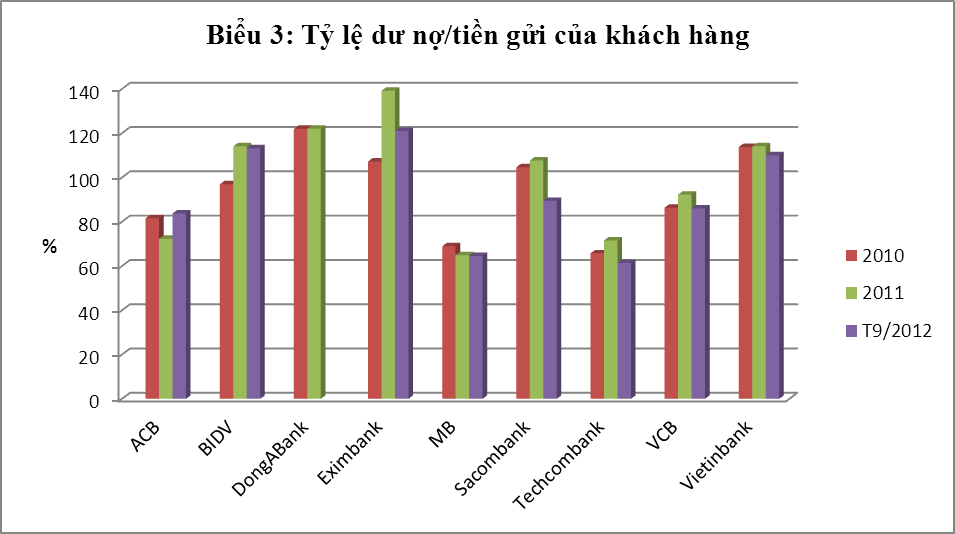 Biểu 3: Tỷ lệ dư nợ/tiền gửi của khách hàng
140
120
100
80
60
40
20
0
%
ACB
BIDV
DongABank
Eximbank
MB
Sacombank
Techcombank
VCB
Vietinbank
2010
2011
T9/2012